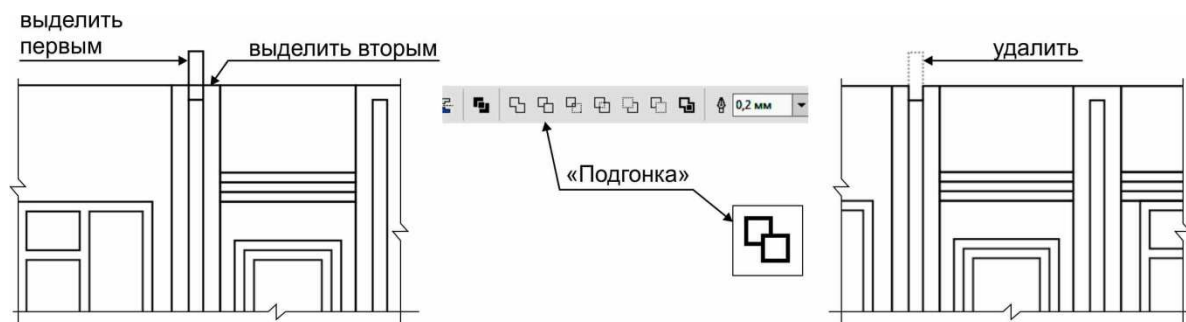 выделить
первым
выделить вторым
0,2 мм
«Подгонка»
удалить